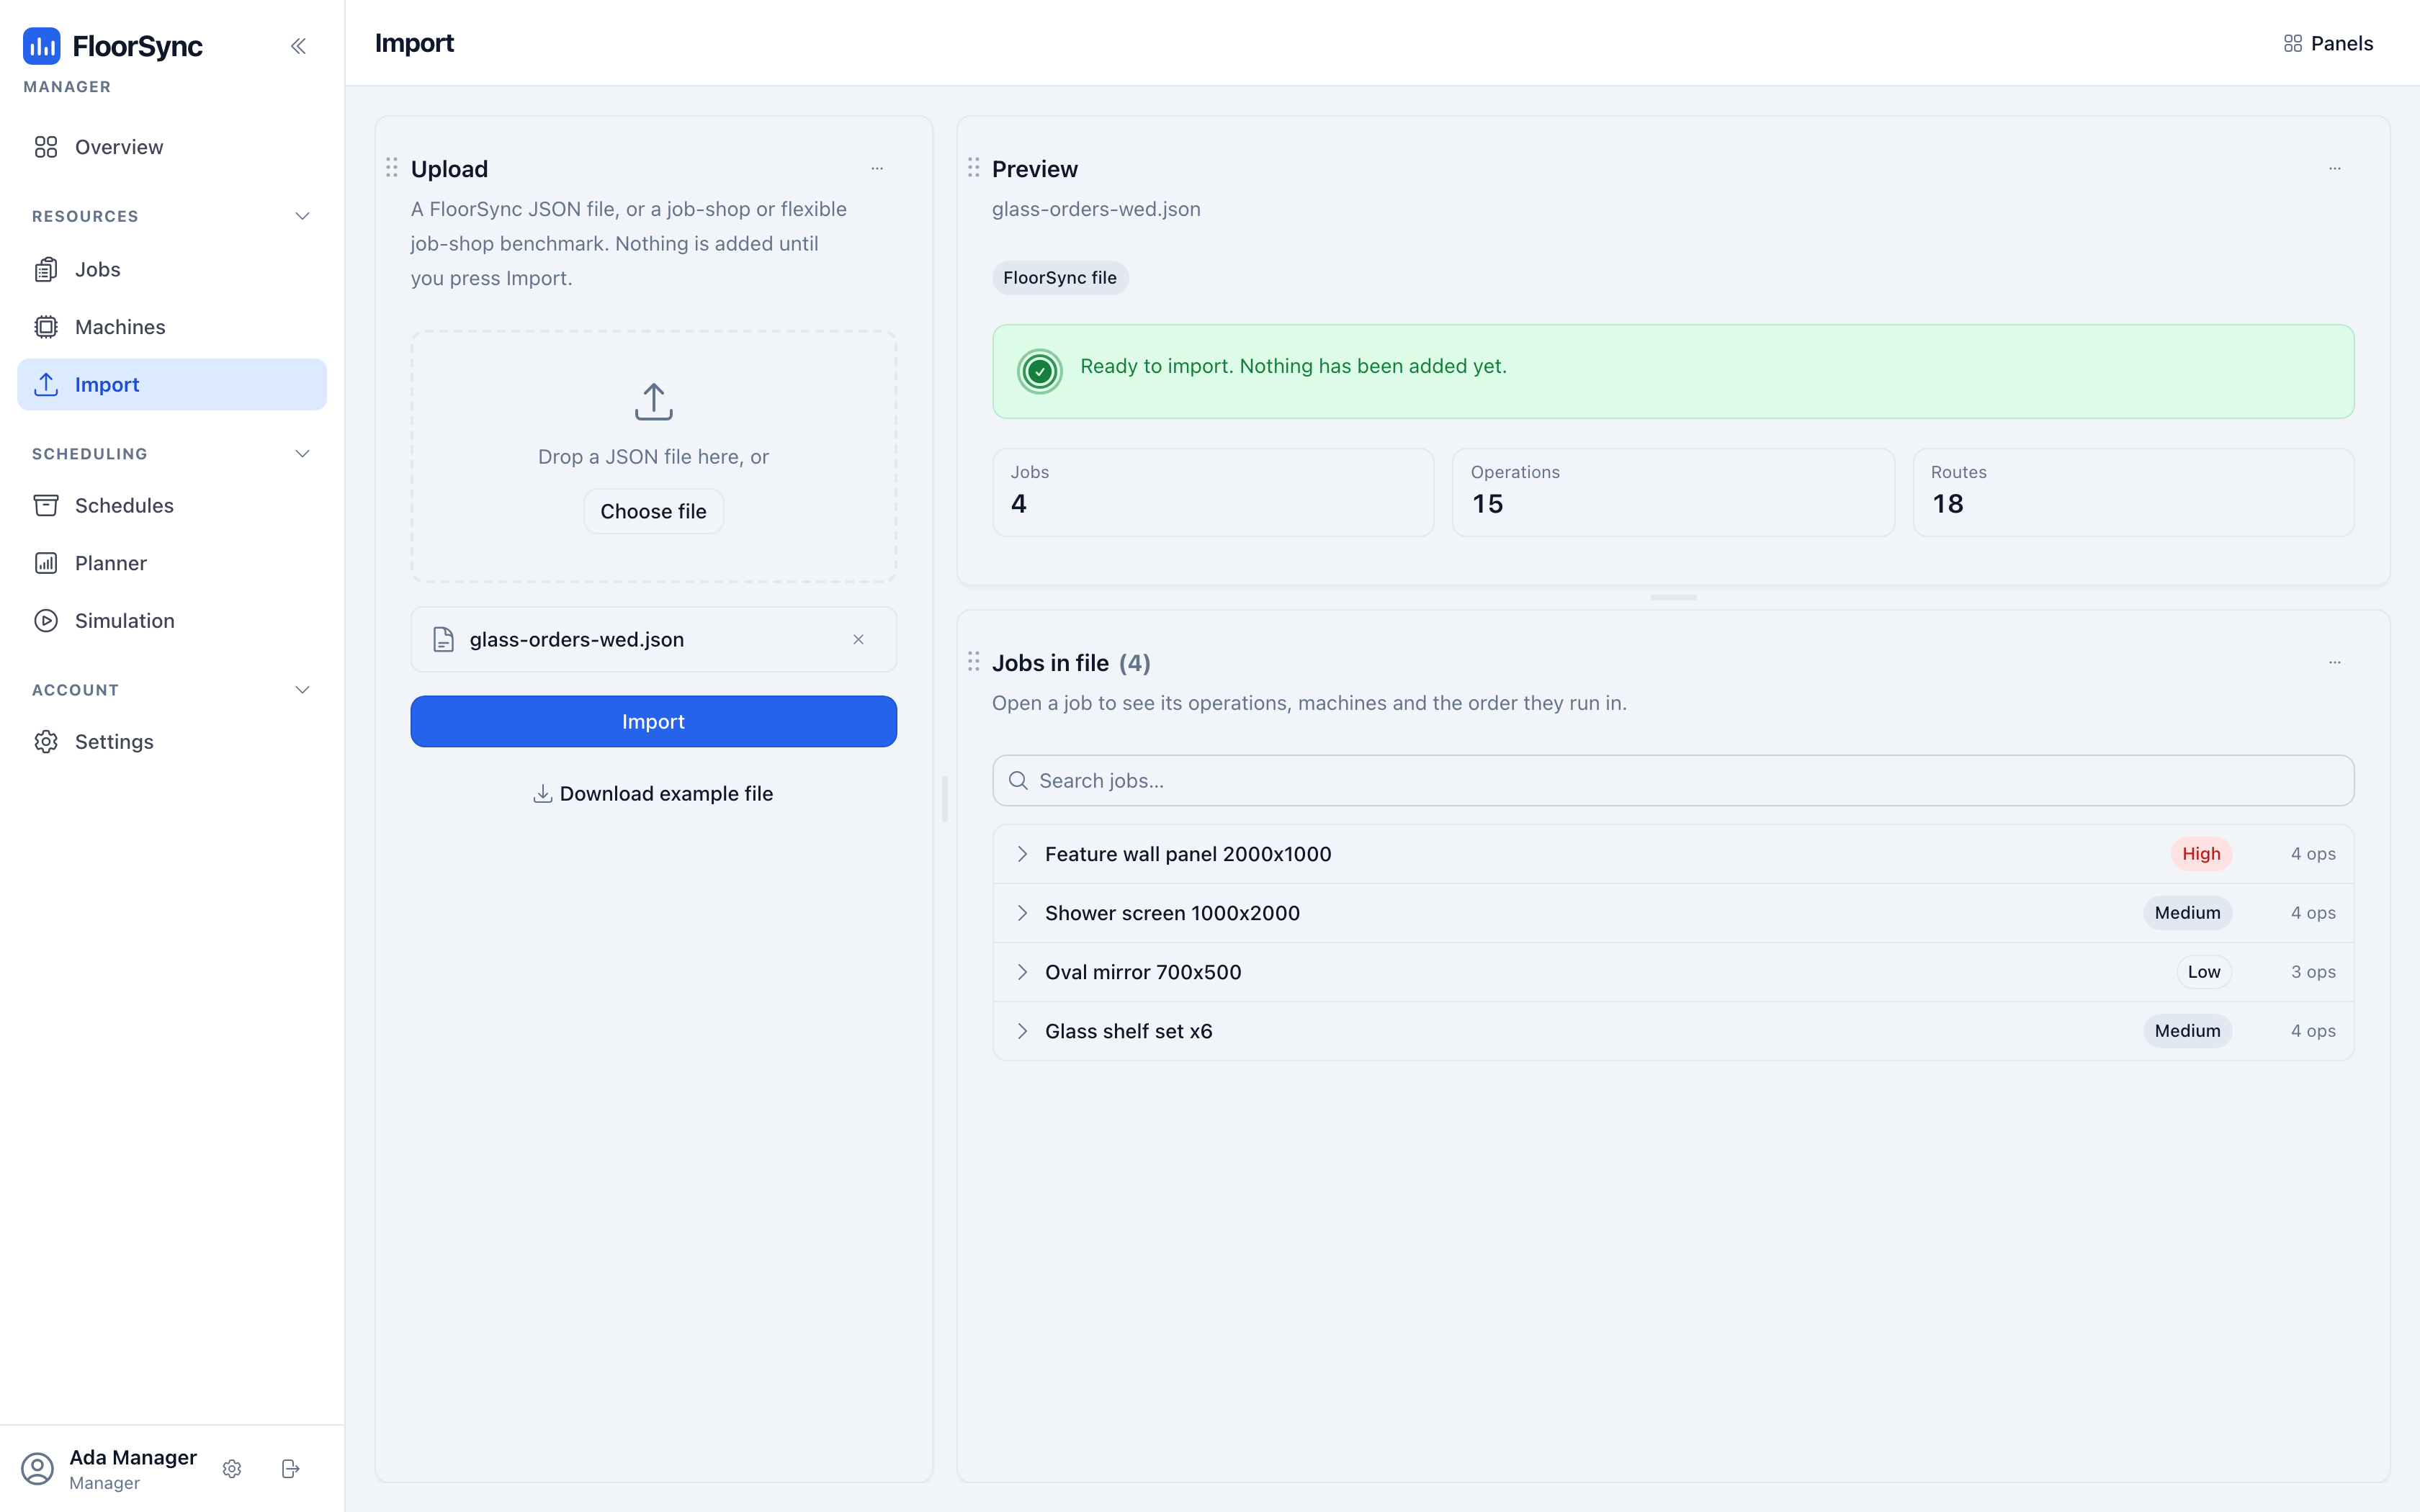 FloorSync
MANAGER
Overview
RESOURCES
Jobs
Machines
Import
SCHEDULING
Schedules
Planner
Simulation
ACCOUNT
Settings
Ada Manager
Manager
Import
Panels
Upload
A FloorSync JSON file, or a job-shop or flexible
job-shop benchmark. Nothing is added until
you press Import.
Drop a JSON file here, or
Choose file
glass-orders-wed.json
Import
Download example file
Preview
glass-orders-wed.json
FloorSync file
Ready to import. Nothing has been added yet.
Jobs
4
Operations
15
Routes
18
Jobs in file (4)
Open a job to see its operations, machines and the order they run in.
Search jobs...
Feature wall panel 2000x1000 High 4 ops
Shower screen 1000x2000 Medium 4 ops
Oval mirror 700x500 Low 3 ops
Glass shelf set x6 Medium 4 ops